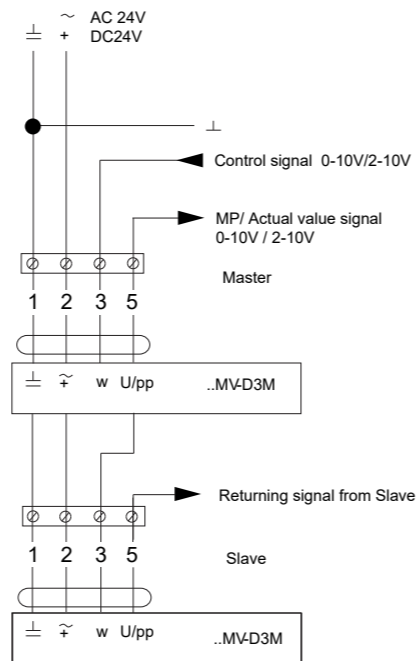 ~ AC 24V
+ DC24V
Control signal 0-10V/2-10V
MP/ Actual value signal
0-10V / 2-10V
Master
1 2 3 5
~
+ w U/pp ..MV-D3M
Returning signal from Slave
1 2 3 5
Slave
~
+ w U/pp ..MV-D3M